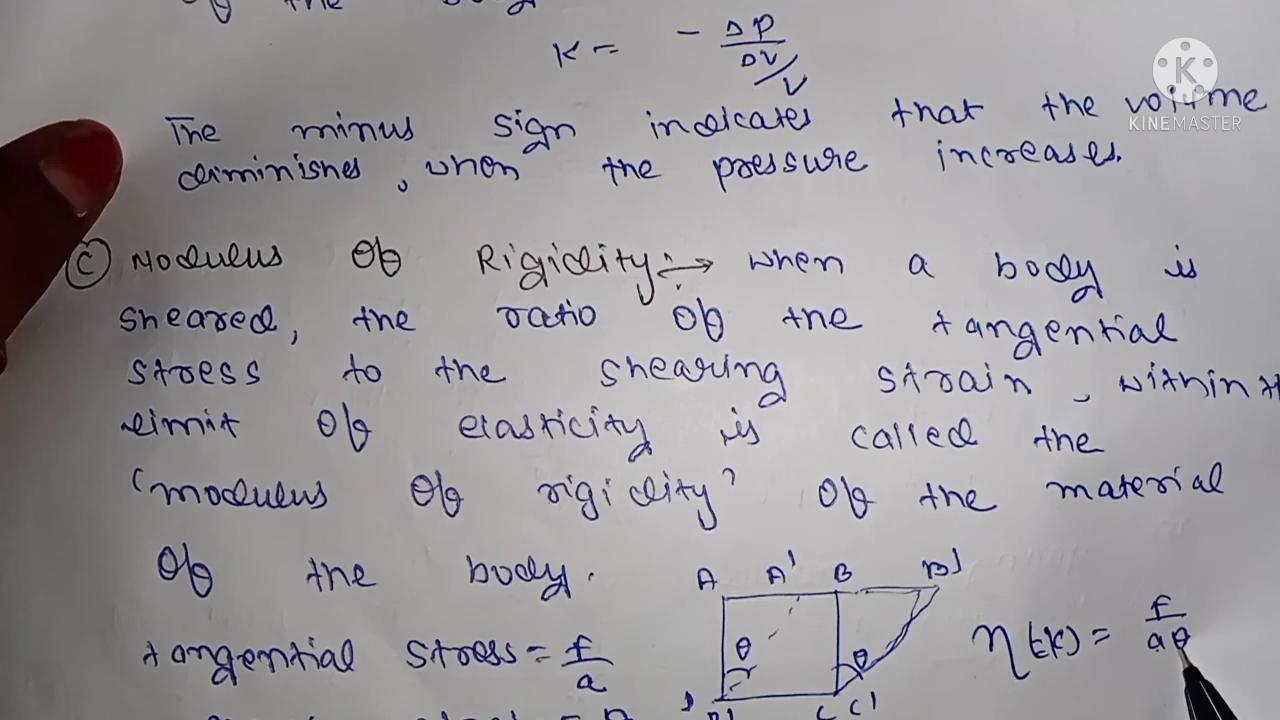 of the
K = - ΔP / ΔV/V
K
KINEMASTER
The minus sign indicates that the volume
diminishes, when the pressure increases.
(C) Modulus of Rigidity :→ when a body is
sheared, the ratio of the tangential
stress to the shearing strain, within t
limit of elasticity is called the
'modulus of rigidity' of the material
of the body.
A A' B B'
tangential stress = F/a
θ θ
η(k) = F/aθ
C C'